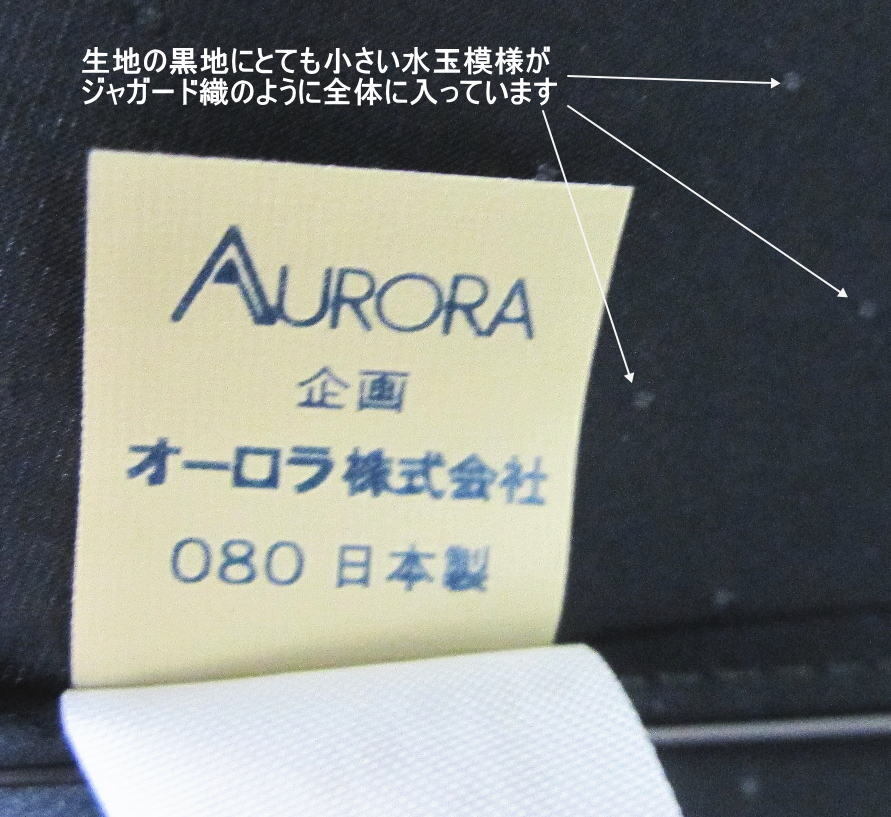 生地の黒地にとても小さい水玉模様が
ジャガード織のように全体に入っています
AURORA
企画
オーロラ株式会社
080 日本製